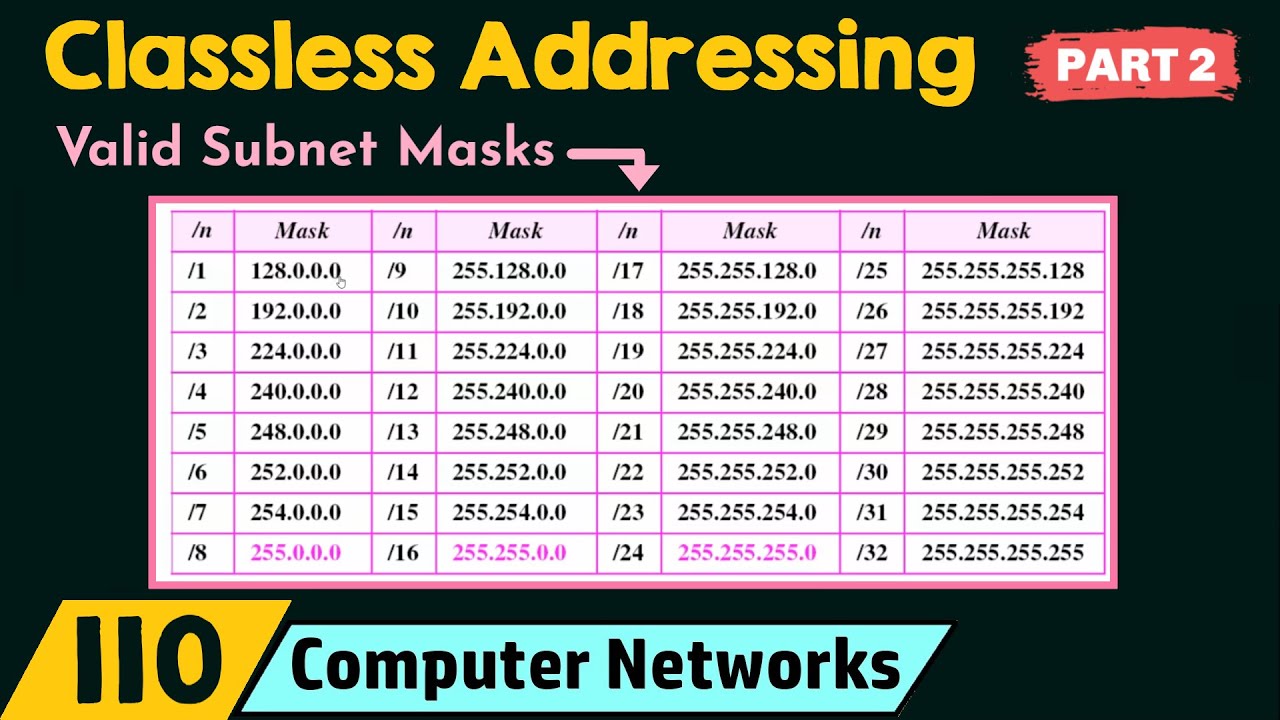 Classless Addressing
PART 2
Valid Subnet Masks
/n Mask /n Mask /n Mask /n Mask
/1 128.0.0.0 /9 255.128.0.0 /17 255.255.128.0 /25 255.255.255.128
/2 192.0.0.0 /10 255.192.0.0 /18 255.255.192.0 /26 255.255.255.192
/3 224.0.0.0 /11 255.224.0.0 /19 255.255.224.0 /27 255.255.255.224
/4 240.0.0.0 /12 255.240.0.0 /20 255.255.240.0 /28 255.255.255.240
/5 248.0.0.0 /13 255.248.0.0 /21 255.255.248.0 /29 255.255.255.248
/6 252.0.0.0 /14 255.252.0.0 /22 255.255.252.0 /30 255.255.255.252
/7 254.0.0.0 /15 255.254.0.0 /23 255.255.254.0 /31 255.255.255.254
/8 255.0.0.0 /16 255.255.0.0 /24 255.255.255.0 /32 255.255.255.255
110
Computer Networks